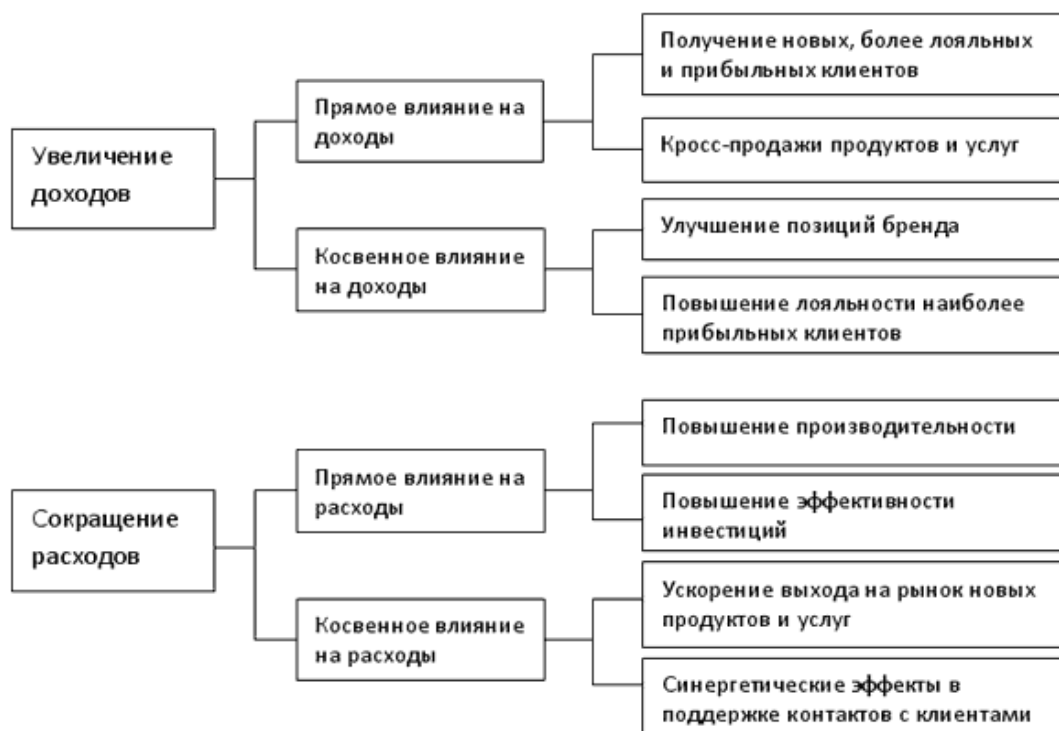 Увеличение
доходов
Прямое влияние на
доходы
Получение новых, более лояльных
и прибыльных клиентов
Кросс-продажи продуктов и услуг
Косвенное влияние
на доходы
Улучшение позиций бренда
Повышение лояльности наиболее
прибыльных клиентов
Сокращение
расходов
Прямое влияние на
расходы
Повышение производительности
Повышение эффективности
инвестиций
Косвенное влияние
на расходы
Ускорение выхода на рынок новых
продуктов и услуг
Синергетические эффекты в
поддержке контактов с клиентами